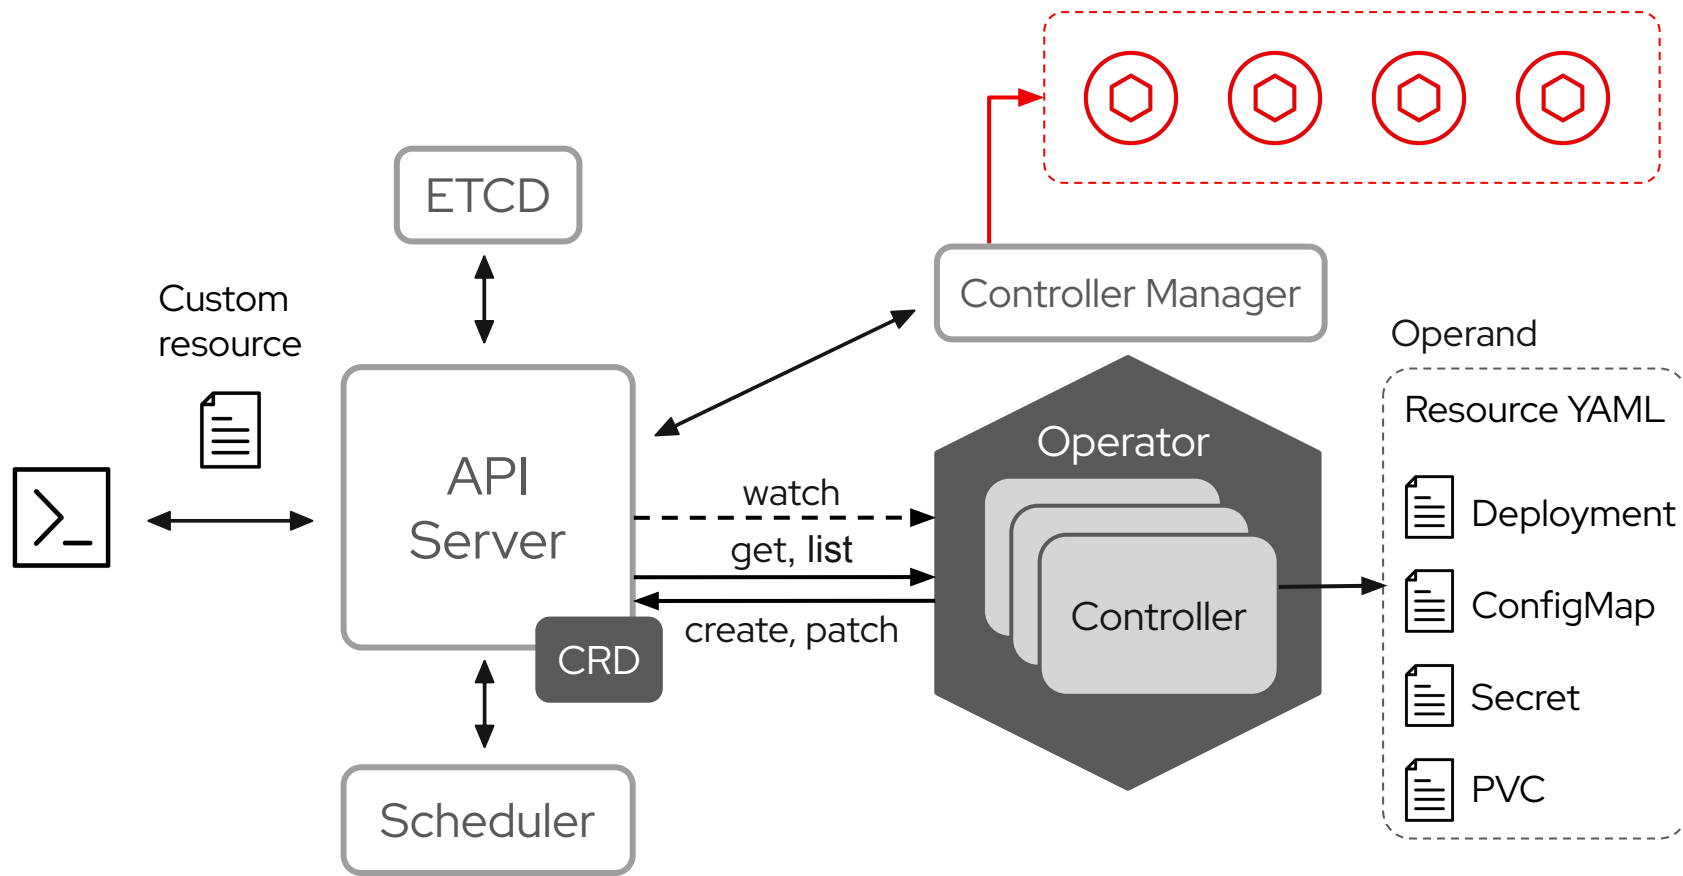 ETCD
Custom
resource
Controller Manager
Operand
Resource YAML
API
Server
Operator
watch
get, list
create, patch
Controller
CRD
Deployment
ConfigMap
Secret
PVC
Scheduler